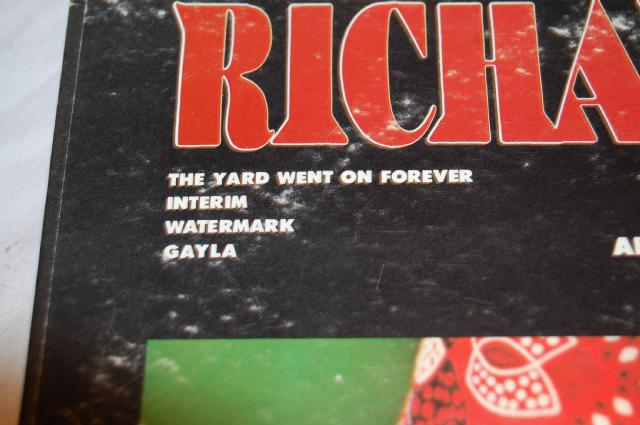 RICHA
THE YARD WENT ON FOREVER
INTERIM
WATERMARK
GAYLA